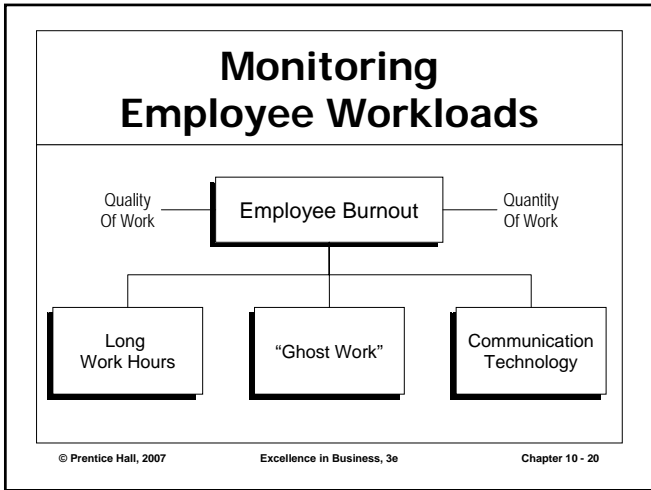 Monitoring
Employee Workloads
Quality
Of Work
Employee Burnout
Quantity
Of Work
Long
Work Hours
“Ghost Work”
Communication
Technology
© Prentice Hall, 2007
Excellence in Business, 3e
Chapter 10 - 20